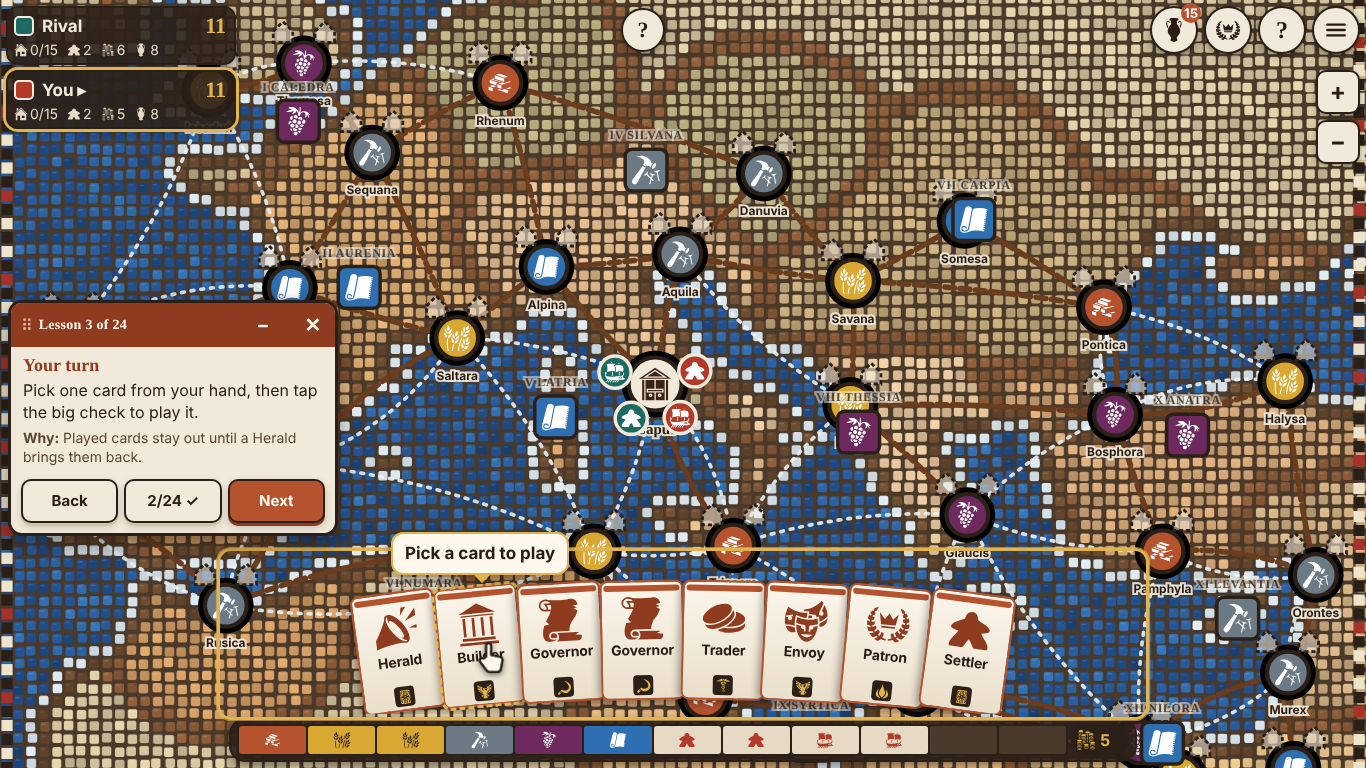 Rival 11
0/15 2 6 8
You ▸ 11
0/15 2 5 8
?
15
?
+
−
I CALEDRA
Rhenum
Sequana
IV SILVANA
Danuvia
VII CARPIA
Somesa
II AURENIA
Alpina
Aquila
Savana
Pontica
Saltara
V LATRIA
VIII THESSIA
X ANATRA
Halysa
Bosphora
Lesson 3 of 24
Your turn
Pick one card from your hand, then tap
the big check to play it.
Why: Played cards stay out until a Herald
brings them back.
Back
2/24 ✓
Next
Pick a card to play
Glaucis
Pamphyla
XI LEVANTIA
Orontes
VI NUMARA
Rusica
Herald
Builder
Governor
Governor
Trader
Envoy
Patron
Settler
Murex
IX SYRTICA
XII NILORA
5